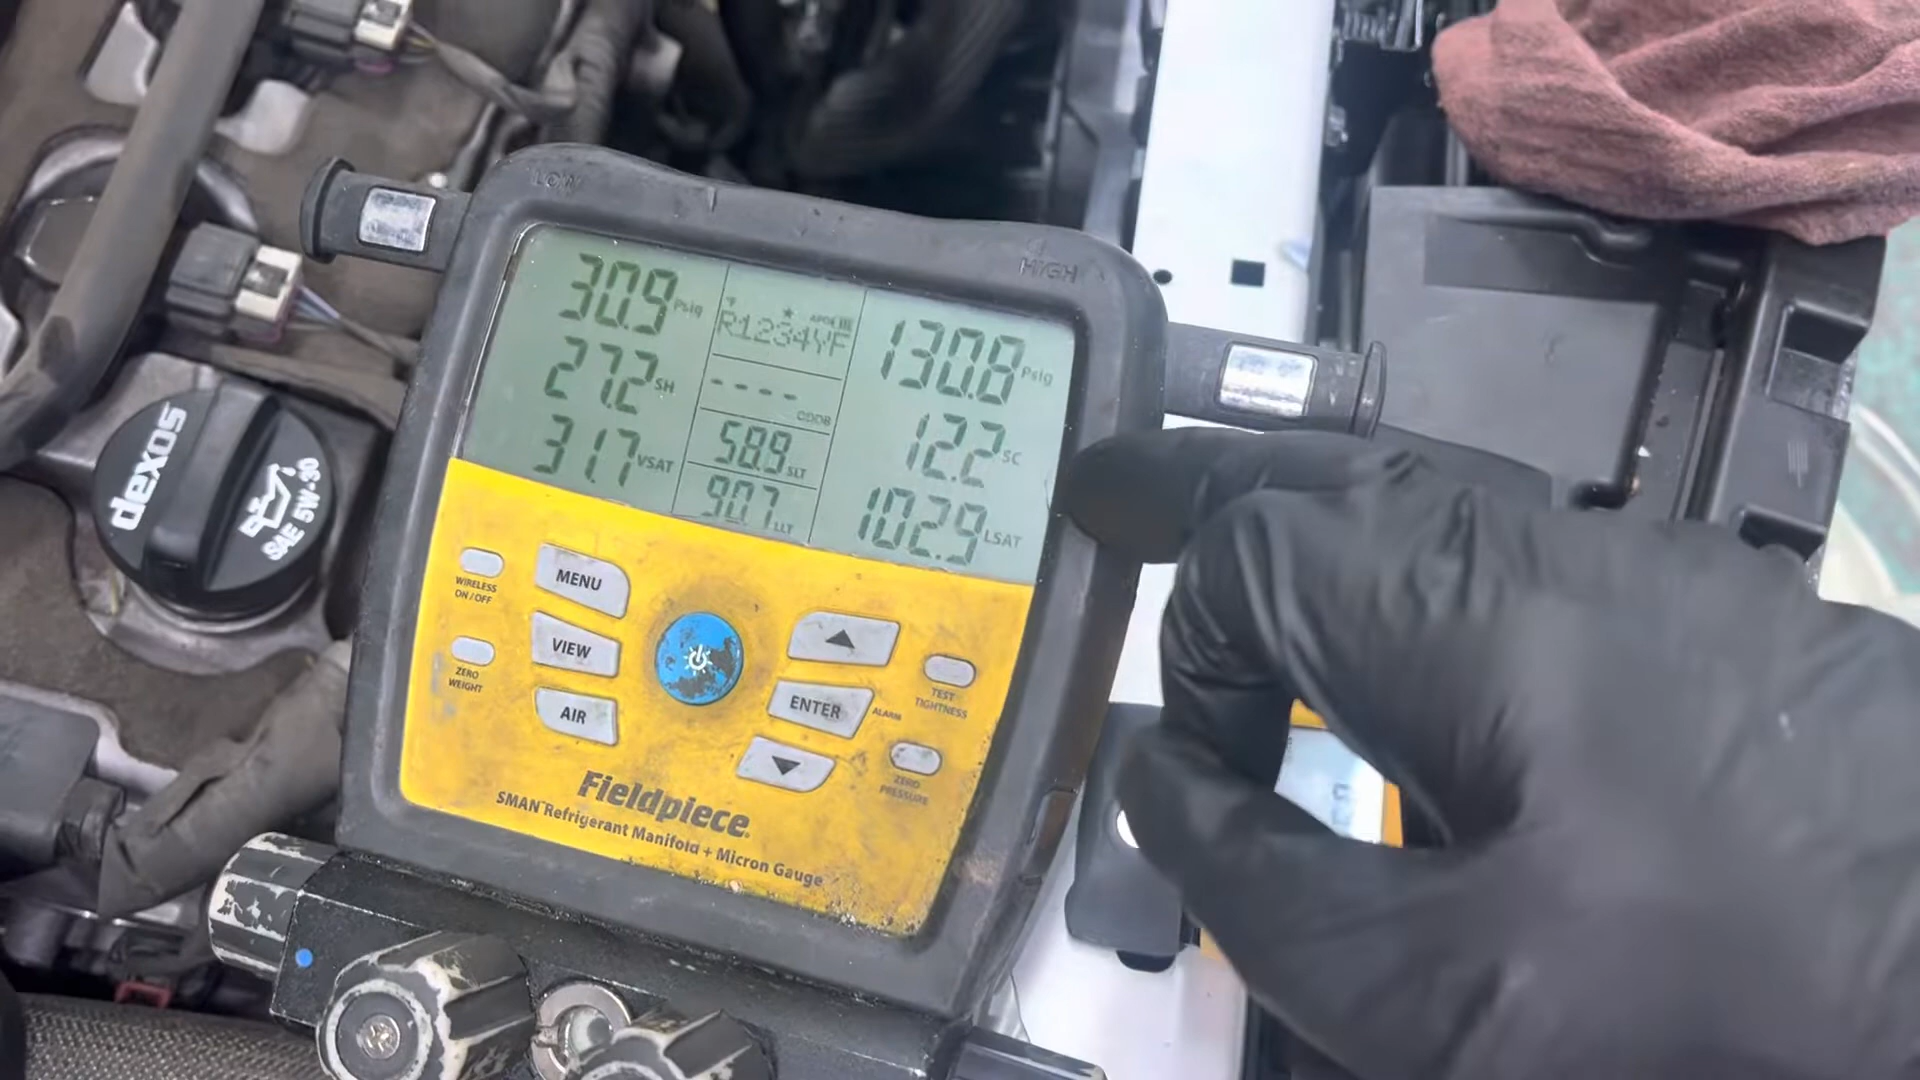 LOW
HIGH
30.9 Psig
27.2 SH
31.7 VSAT
°F
R1234YF
----
ODDB
58.9 SLT
90.7 LLT
130.8 Psig
12.2 SC
102.9 LSAT
dexos
SAE 5W-30
WIRELESS
ON / OFF
ZERO
WEIGHT
MENU
VIEW
AIR
ENTER
ALARM
TEST
TIGHTNESS
ZERO
PRESSURE
Fieldpiece
SMAN™ Refrigerant Manifold + Micron Gauge